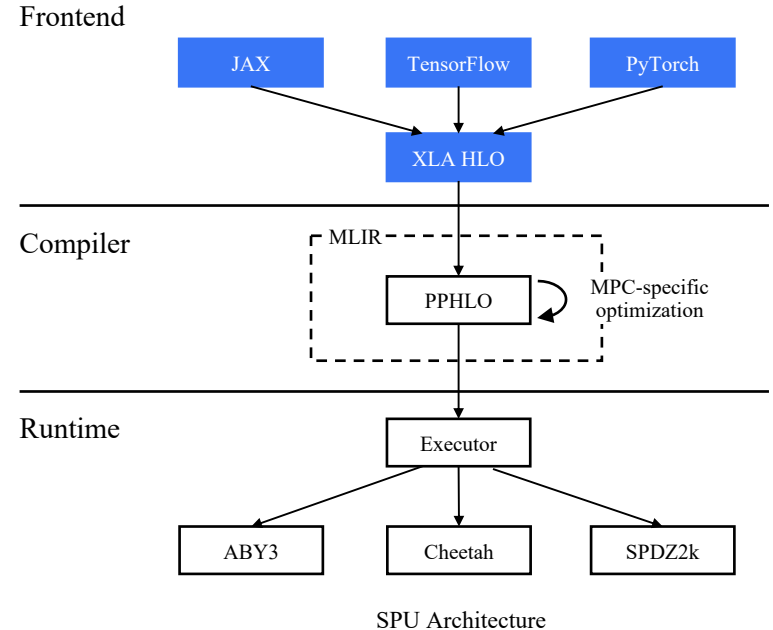 Frontend
JAX
TensorFlow
PyTorch
XLA HLO
Compiler
MLIR
PPHLO
MPC-specific
optimization
Runtime
Executor
ABY3
Cheetah
SPDZ2k
SPU Architecture